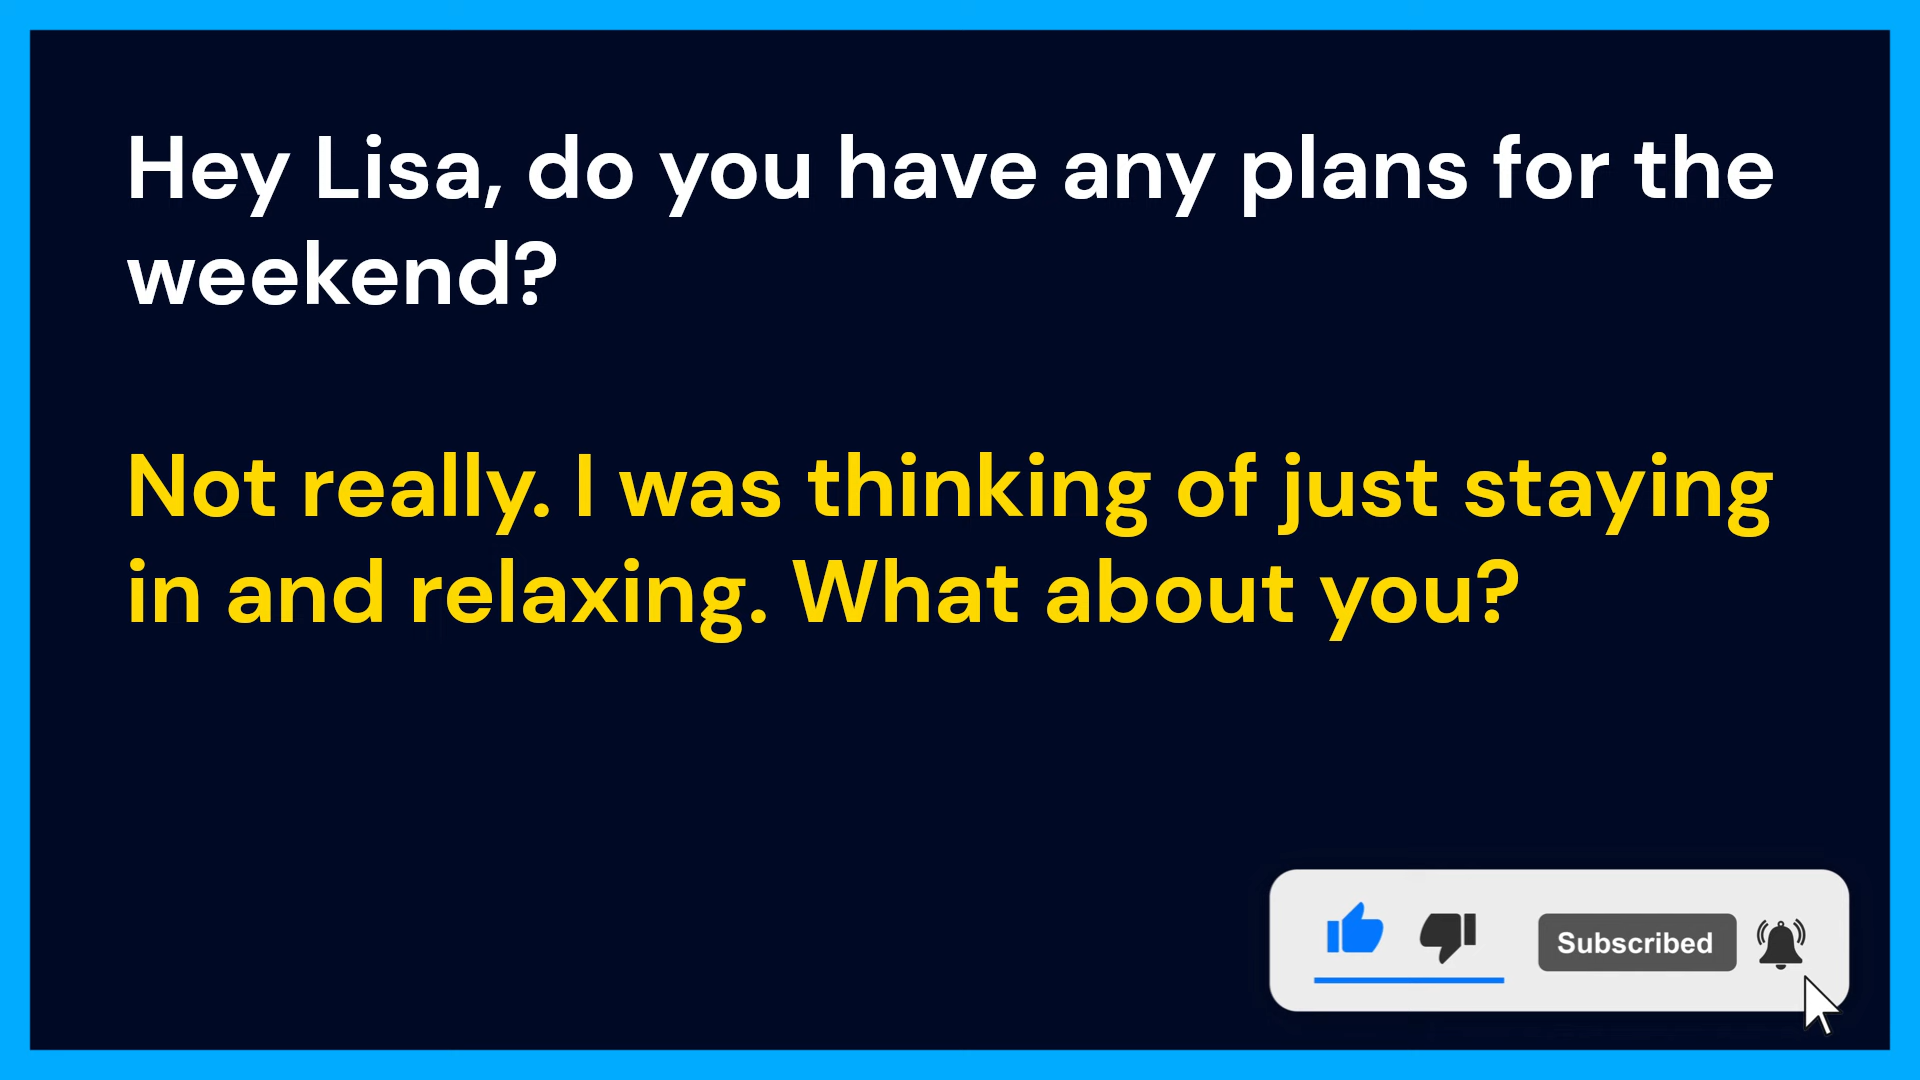 Hey Lisa, do you have any plans for the
weekend?
Not really. I was thinking of just staying
in and relaxing. What about you?
Subscribed